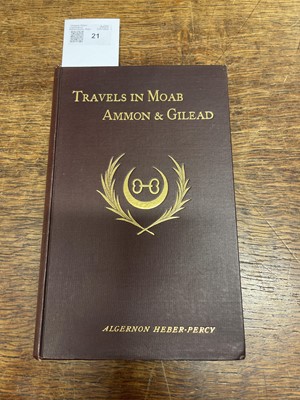 21
TRAVELS IN MOAB
AMMON & GILEAD
ALGERNON HEBER-PERCY